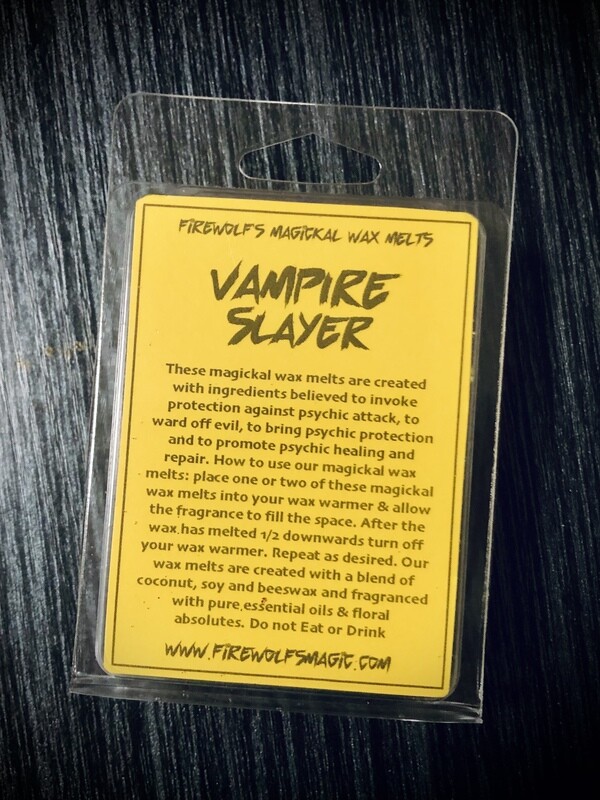 FIREWOLF'S MAGICKAL WAX MELTS
VAMPIRE
SLAYER
These magickal wax melts are created
with ingredients believed to invoke
protection against psychic attack, to
ward off evil, to bring psychic protection
and to promote psychic healing and
repair. How to use our magickal wax
melts: place one or two of these magickal
wax melts into your wax warmer & allow
the fragrance to fill the space. After the
wax has melted 1/2 downwards turn off
your wax warmer. Repeat as desired. Our
wax melts are created with a blend of
coconut, soy and beeswax and fragranced
with pure essential oils & floral
absolutes. Do not Eat or Drink
WWW.FIREWOLFSMAGIC.COM